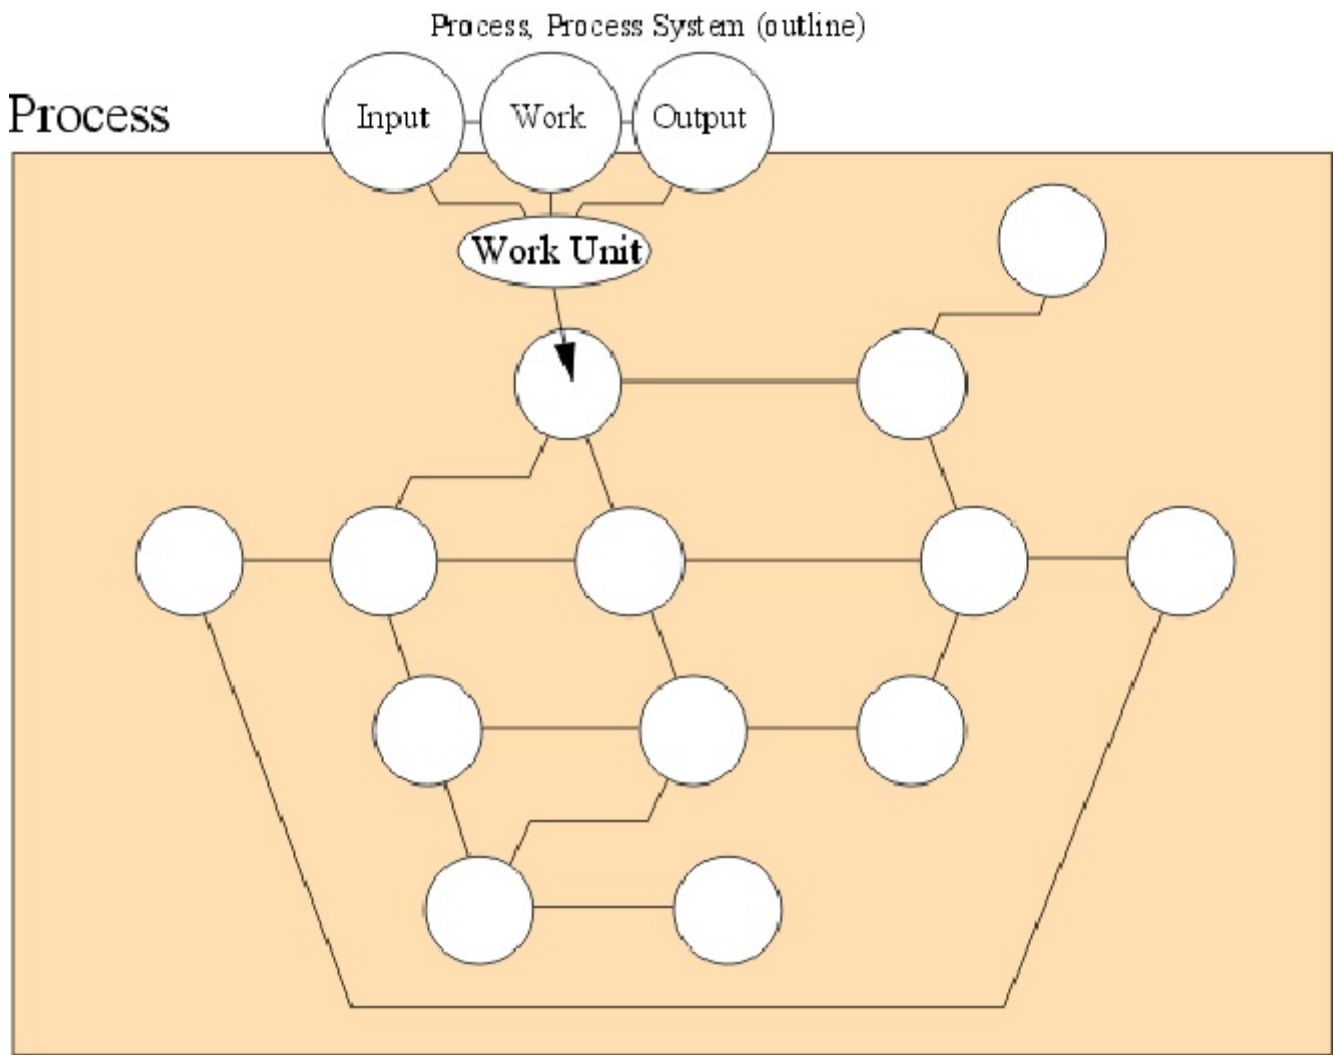 Process, Process System (outline)
Process
Input
Work
Output
Work Unit